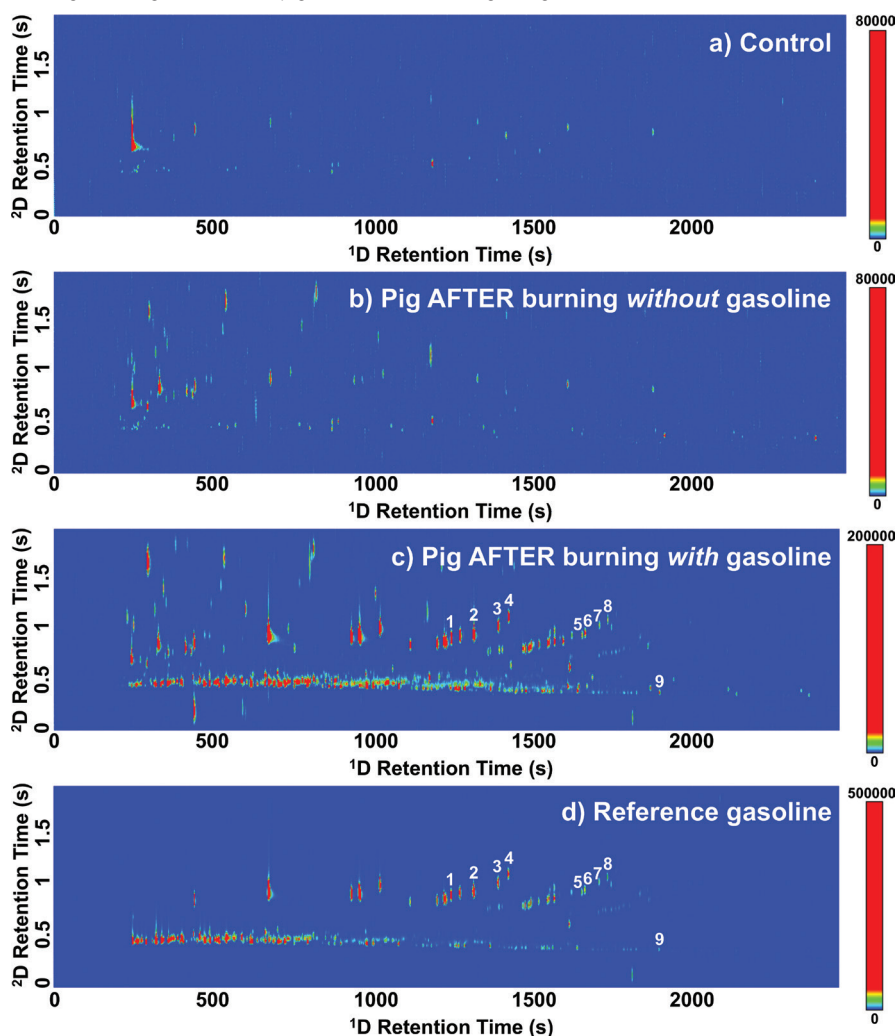 80000
a) Control
²D Retention Time (s)
0 0.5 1 1.5
0
0 500 1000 1500 2000
¹D Retention Time (s)
80000
b) Pig AFTER burning without gasoline
²D Retention Time (s)
0 0.5 1 1.5
0
0 500 1000 1500 2000
¹D Retention Time (s)
200000
c) Pig AFTER burning with gasoline
²D Retention Time (s)
0 0.5 1 1.5
1 2 3 4 5 6 7 8
9
0
0 500 1000 1500 2000
¹D Retention Time (s)
500000
d) Reference gasoline
²D Retention Time (s)
0 0.5 1 1.5
1 2 3 4 5 6 7 8
9
0
0 500 1000 1500 2000
¹D Retention Time (s)